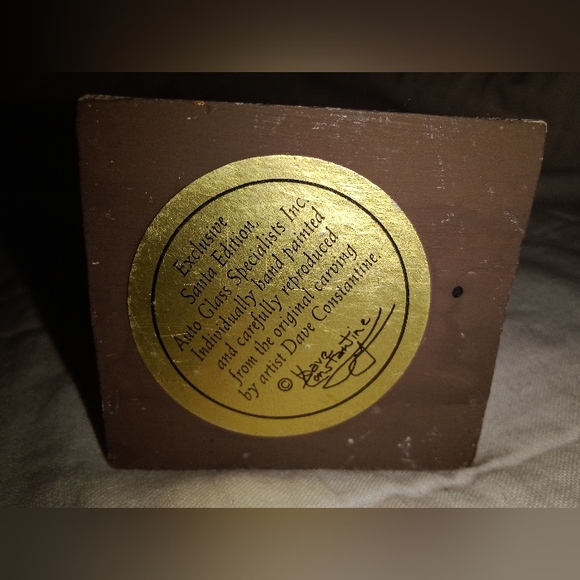 Exclusive
Santa Edition,
Auto Glass Specialists Inc.
Individually hand painted
and carefully reproduced
from the original carving
by artist Dave Constantine.
© Dave
Constantine